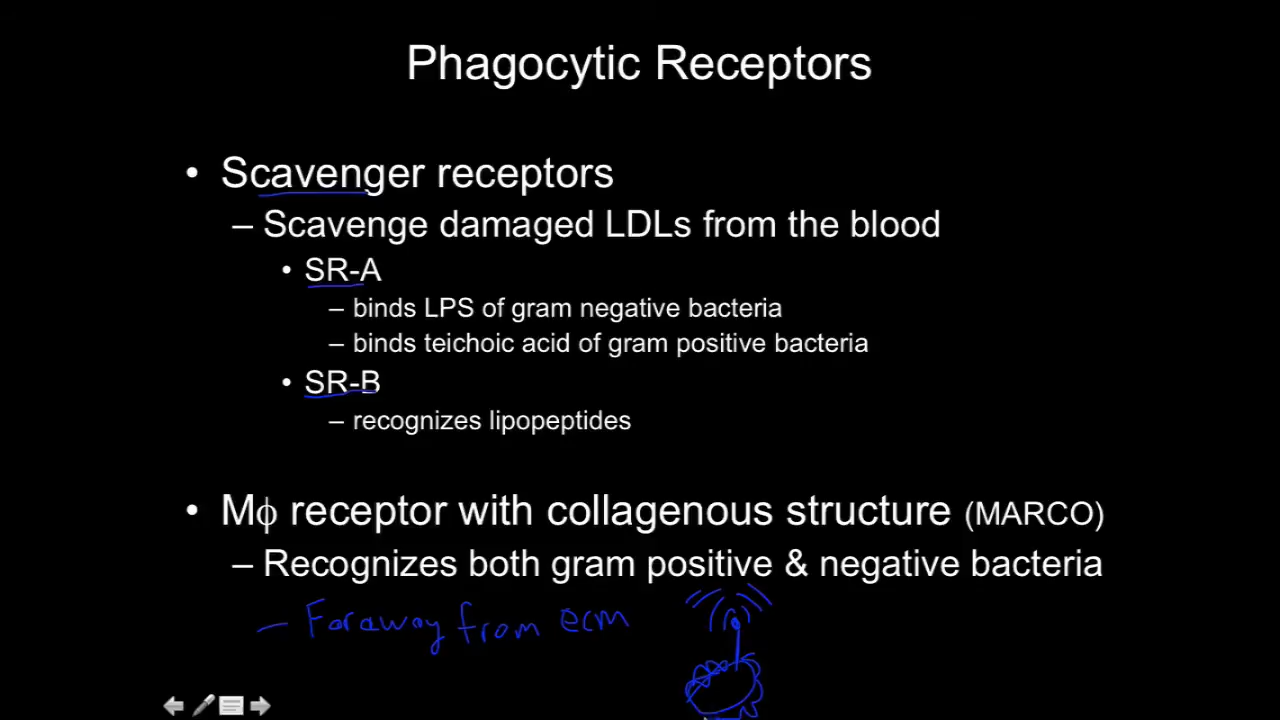 Phagocytic Receptors
• Scavenger receptors
– Scavenge damaged LDLs from the blood
• SR-A
– binds LPS of gram negative bacteria
– binds teichoic acid of gram positive bacteria
• SR-B
– recognizes lipopeptides
• Mϕ receptor with collagenous structure (MARCO)
– Recognizes both gram positive & negative bacteria
– Faraway from ecm